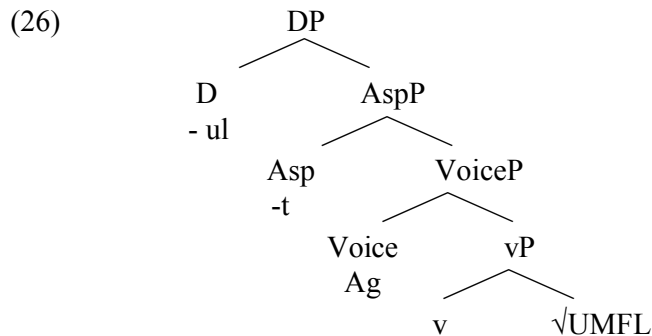 (26) DP
D AspP
- ul
Asp VoiceP
-t
Voice vP
Ag
v √UMFL